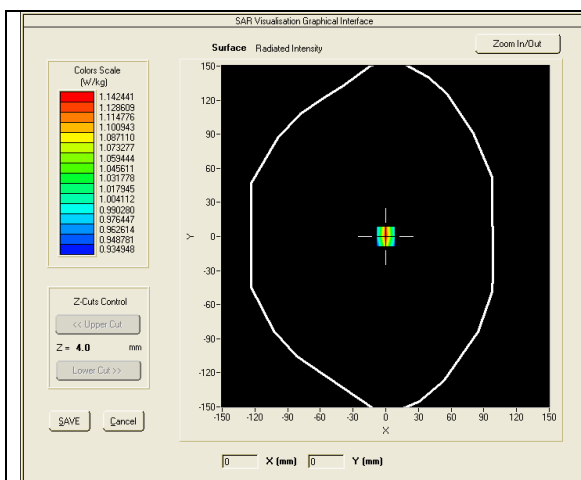 SAR Visualisation Graphical Interface
Surface Radiated Intensity
Zoom In/Out
Colors Scale
(W/kg)
1.142441
1.128609
1.114776
1.100943
1.087110
1.073277
1.059444
1.045611
1.031778
1.017945
1.004112
0.990280
0.976447
0.962614
0.948781
0.934948
Z-Cuts Control
<< Upper Cut
Z = 4.0 mm
Lower Cut >>
SAVE Cancel
150
120
90
60
30
0
-30
-60
-90
-120
-150
Y
-150 -120 -90 -60 -30 0 30 60 90 120 150
X
0 X (mm) 0 Y (mm)